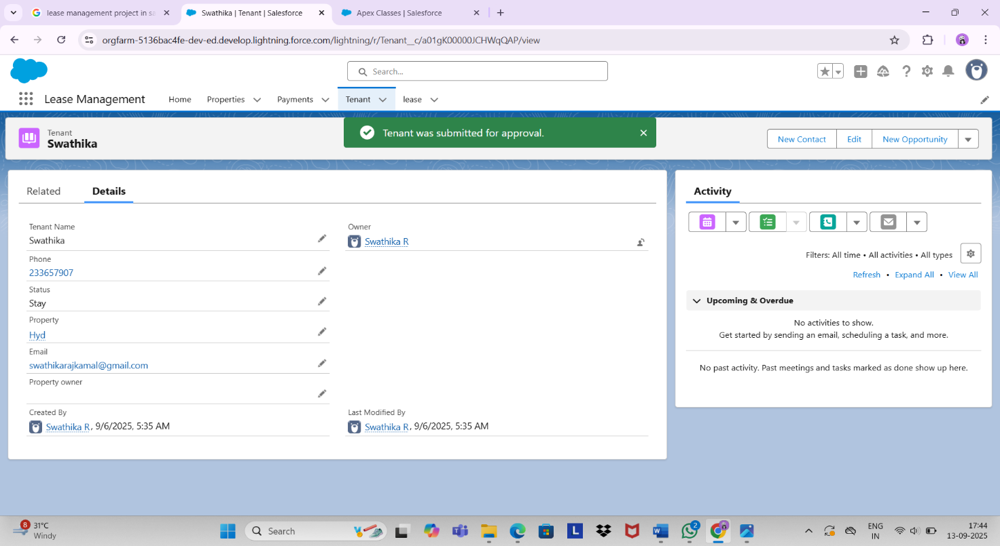 lease management project in sa
Swathika | Tenant | Salesforce
Apex Classes | Salesforce
orgfarm-5136bac4fe-dev-ed.develop.lightning.force.com/lightning/r/Tenant__c/a01gK00000JCHWqQAP/view
Search...
Lease Management
Home
Properties
Payments
Tenant
lease
Tenant
Swathika
Tenant was submitted for approval.
New Contact
Edit
New Opportunity
Related
Details
Tenant Name
Swathika
Owner
Swathika R
Phone
233657907
Status
Stay
Property
Hyd
Email
swathikarajkamal@gmail.com
Property owner
Created By
Swathika R, 9/6/2025, 5:35 AM
Last Modified By
Swathika R, 9/6/2025, 5:35 AM
Activity
Filters: All time • All activities • All types
Refresh • Expand All • View All
Upcoming & Overdue
No activities to show.
Get started by sending an email, scheduling a task, and more.
No past activity. Past meetings and tasks marked as done show up here.
8
31°C
Windy
Search
L
W
2
ENG
IN
17:44
13-09-2025